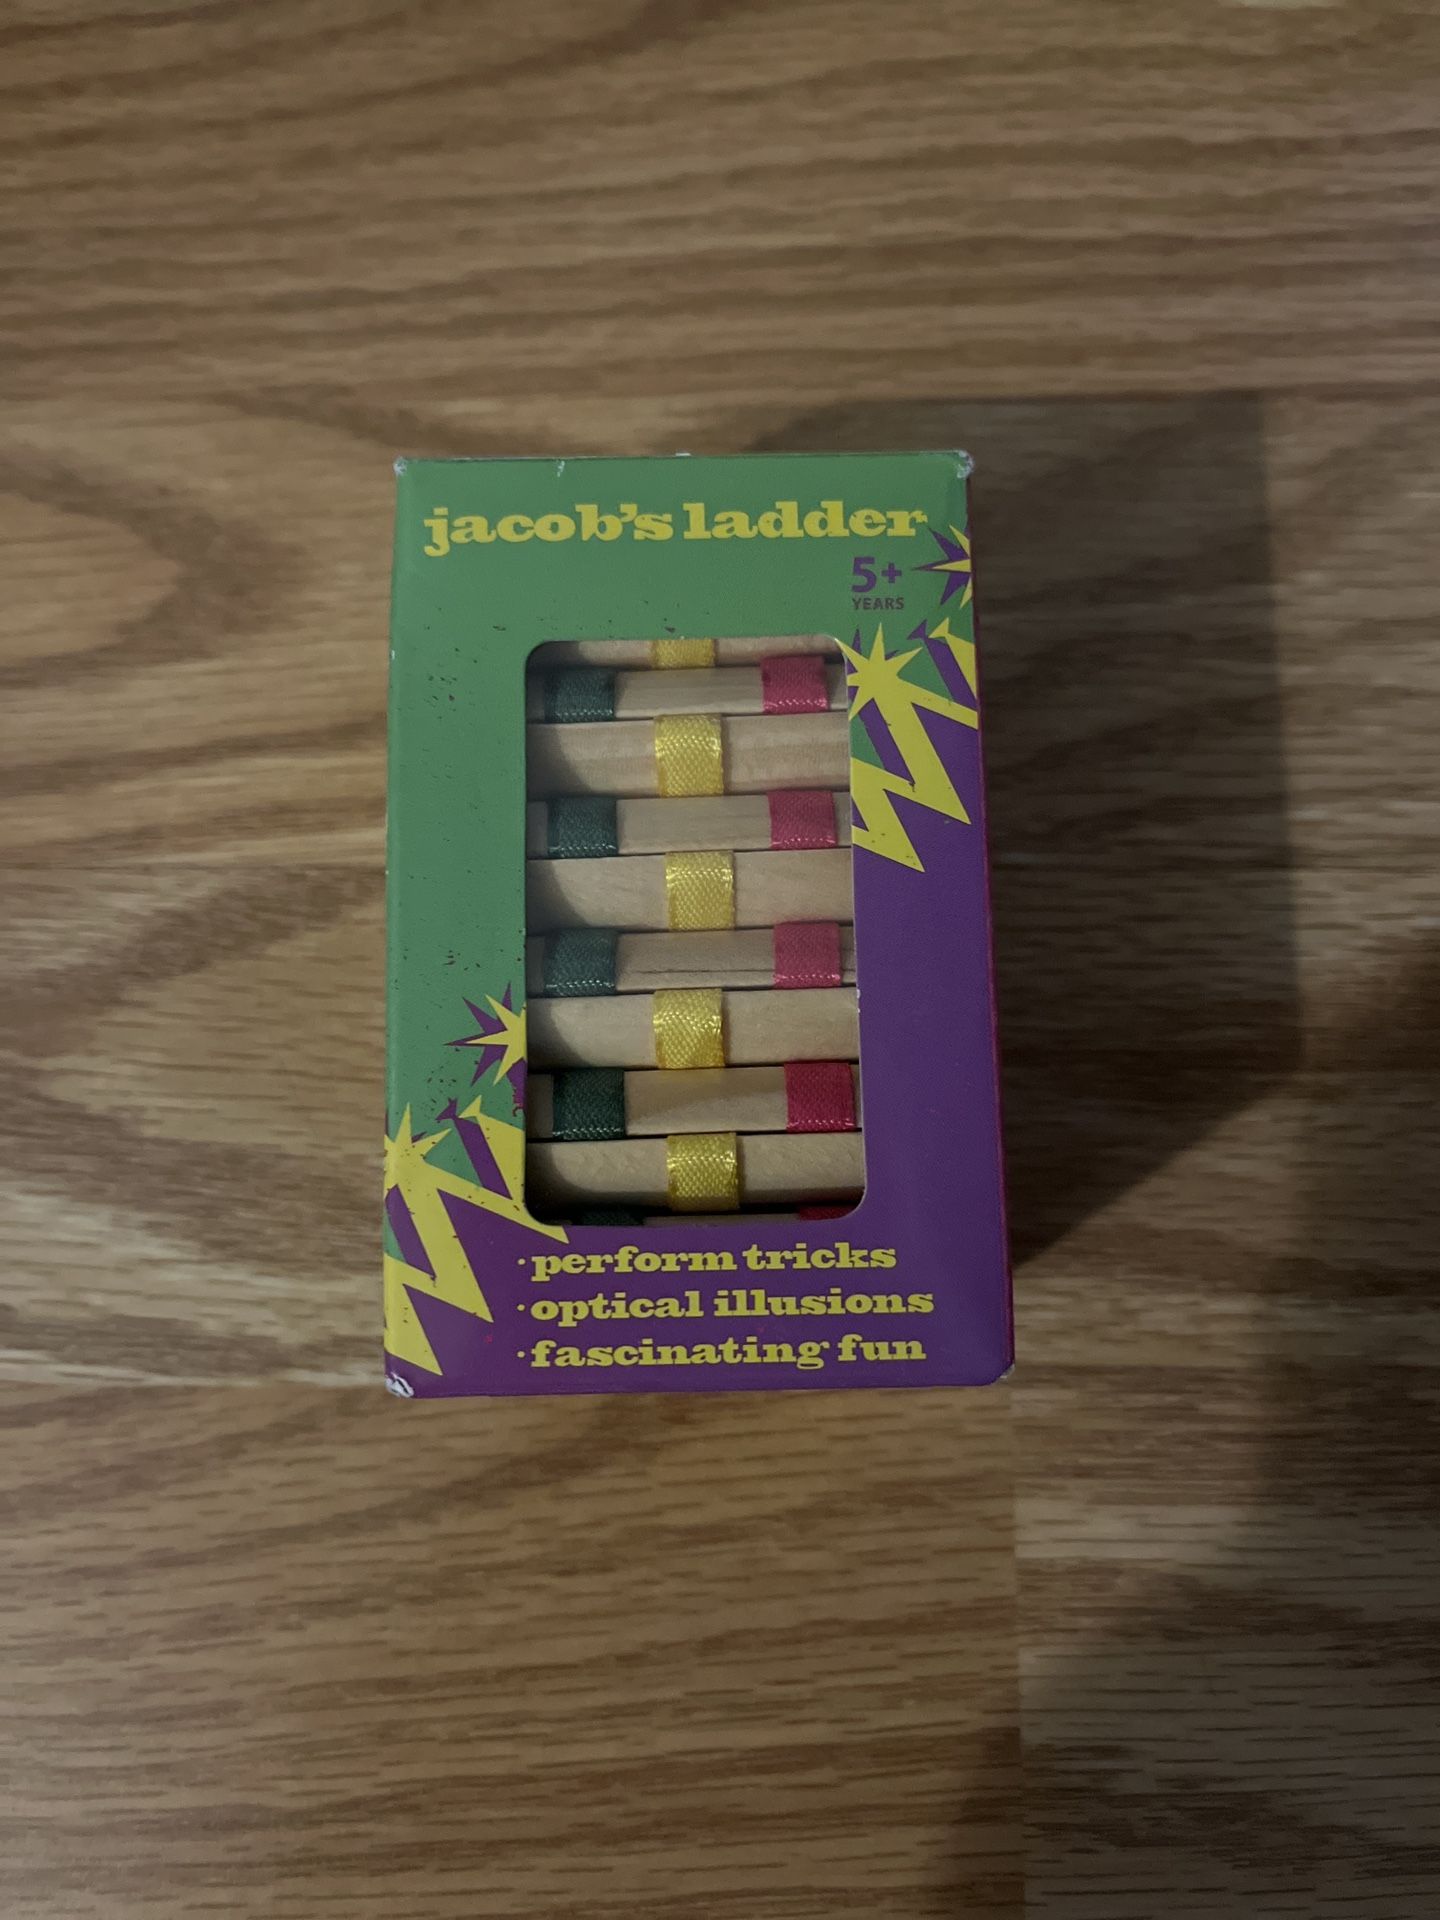 jacob's ladder
5+
YEARS
·perform tricks
·optical illusions
·fascinating fun